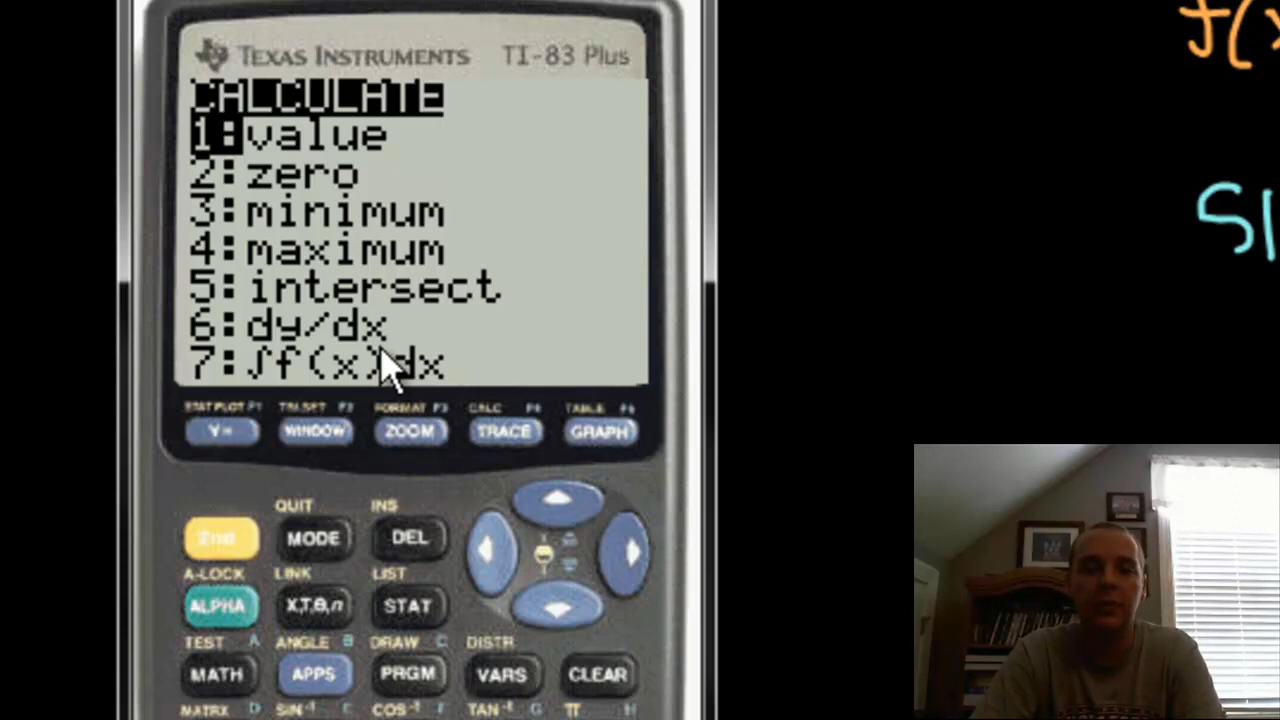 TEXAS INSTRUMENTS TI-83 Plus
CALCULATE
1:value
2:zero
3:minimum
4:maximum
5:intersect
6:dy/dx
7:∫f(x)dx
STAT PLOT F1 TBLSET F2 FORMAT F3 CALC F4 TABLE F5
Y= WINDOW ZOOM TRACE GRAPH
QUIT INS
2nd MODE DEL
A-LOCK LINK LIST
ALPHA X,T,θ,n STAT
TEST A ANGLE B DRAW C DISTR
MATH APPS PRGM VARS CLEAR
MATRX D SIN⁻¹ E COS⁻¹ F TAN⁻¹ G π H
f(x
Sl